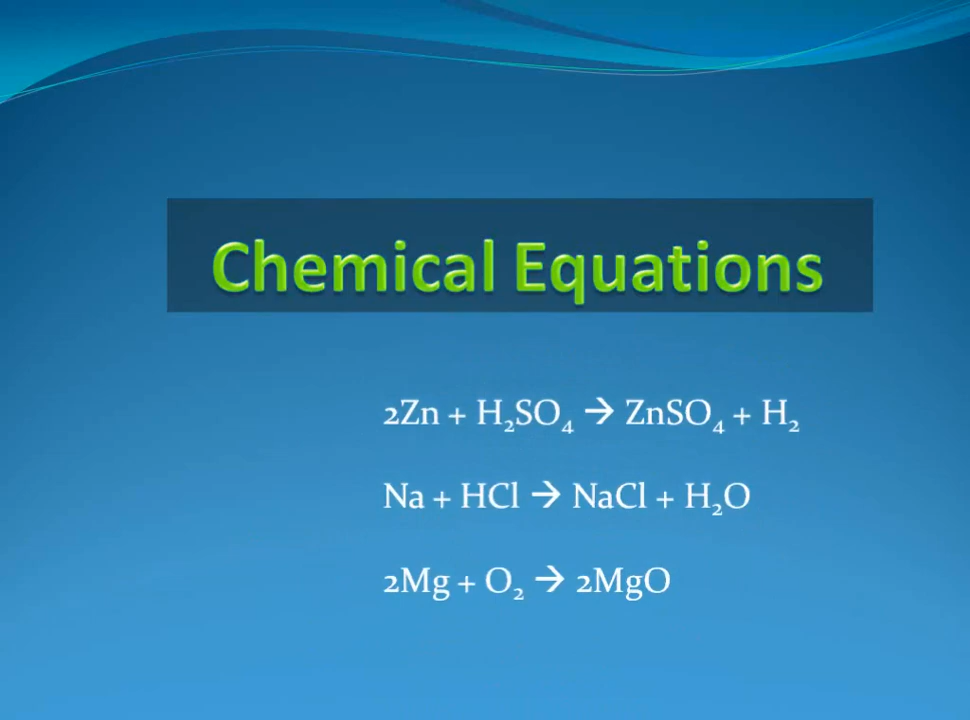 Chemical Equations
2Zn + H₂SO₄ → ZnSO₄ + H₂
Na + HCl → NaCl + H₂O
2Mg + O₂ → 2MgO